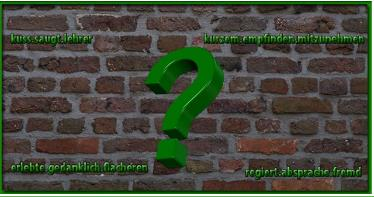 kuss.saugt.lehrer
kurzem.empfinden.mitzunehmen
?
erlebte.gedanklich.flacheren
regiert.absprache.fremd